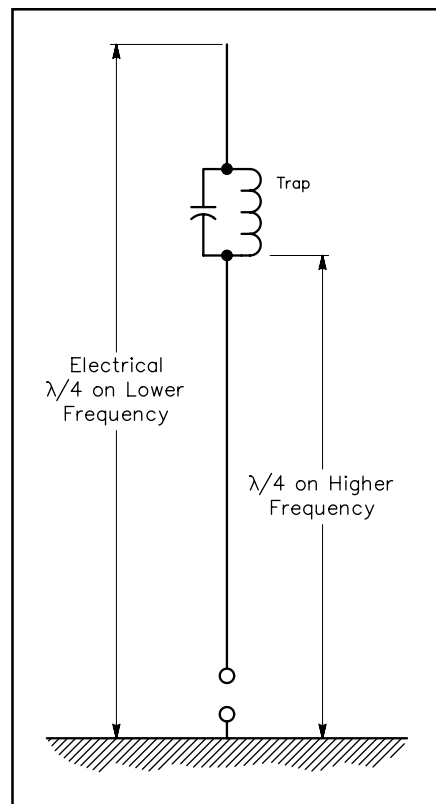 Trap
Electrical
λ/4 on Lower
Frequency
λ/4 on Higher
Frequency